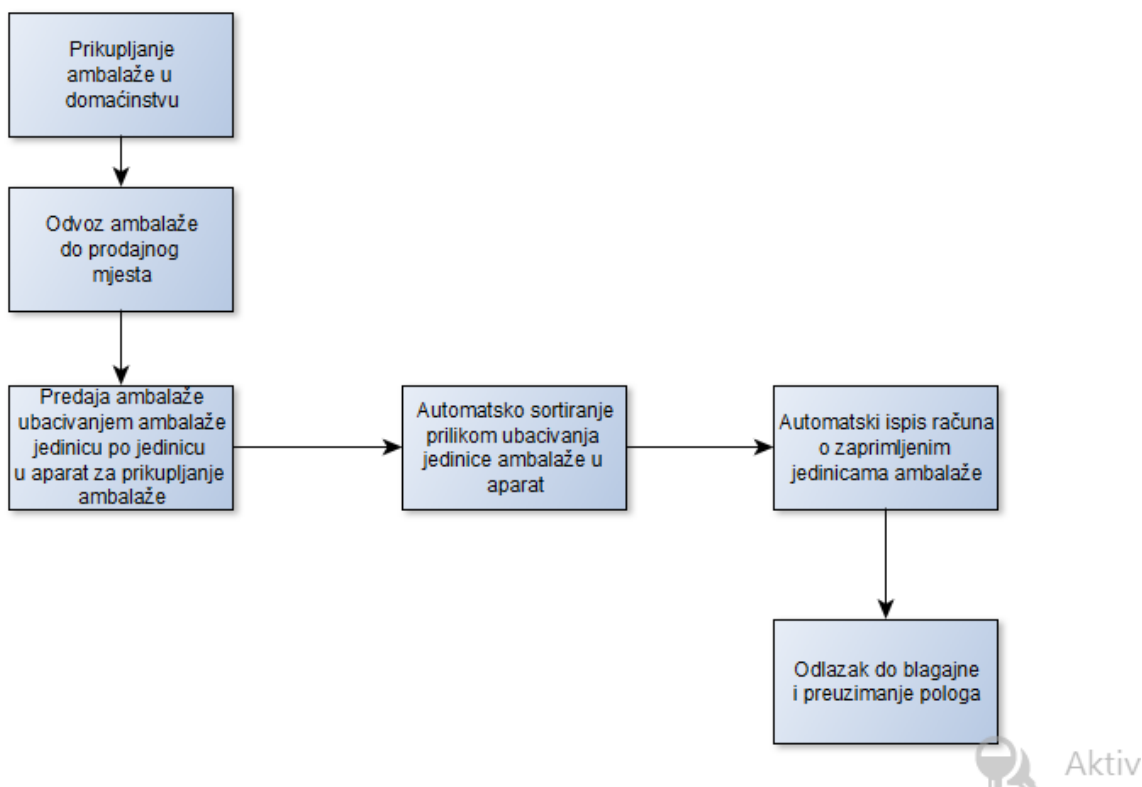 Prikupljanje
ambalaže u
domaćinstvu
Odvoz ambalaže
do prodajnog
mjesta
Predaja ambalaže
ubacivanjem ambalaže
jedinicu po jedinicu
u aparat za prikupljanje
ambalaže
Automatsko sortiranje
prilikom ubacivanja
jedinice ambalaže u
aparat
Automatski ispis računa
o zaprimljenim
jedinicama ambalaže
Odlazak do blagajne
i preuzimanje pologa
Aktiv